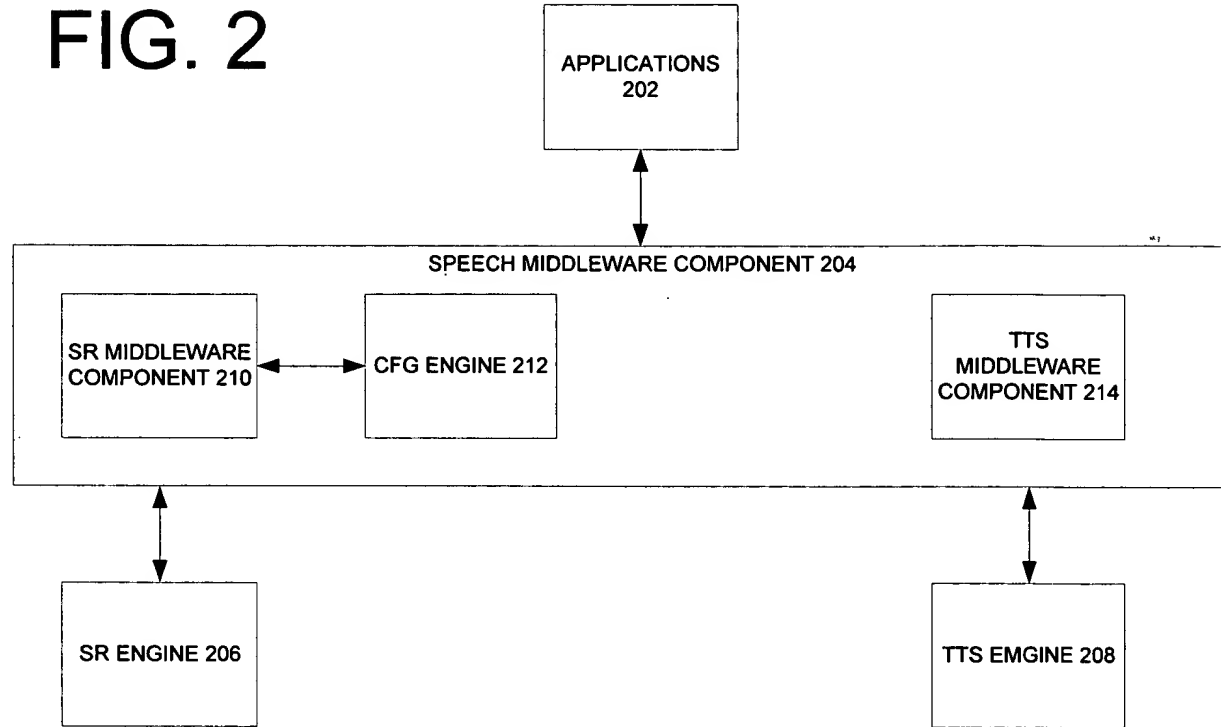 FIG. 2
APPLICATIONS
202
SPEECH MIDDLEWARE COMPONENT 204
SR MIDDLEWARE
COMPONENT 210
CFG ENGINE 212
TTS
MIDDLEWARE
COMPONENT 214
SR ENGINE 206
TTS EMGINE 208